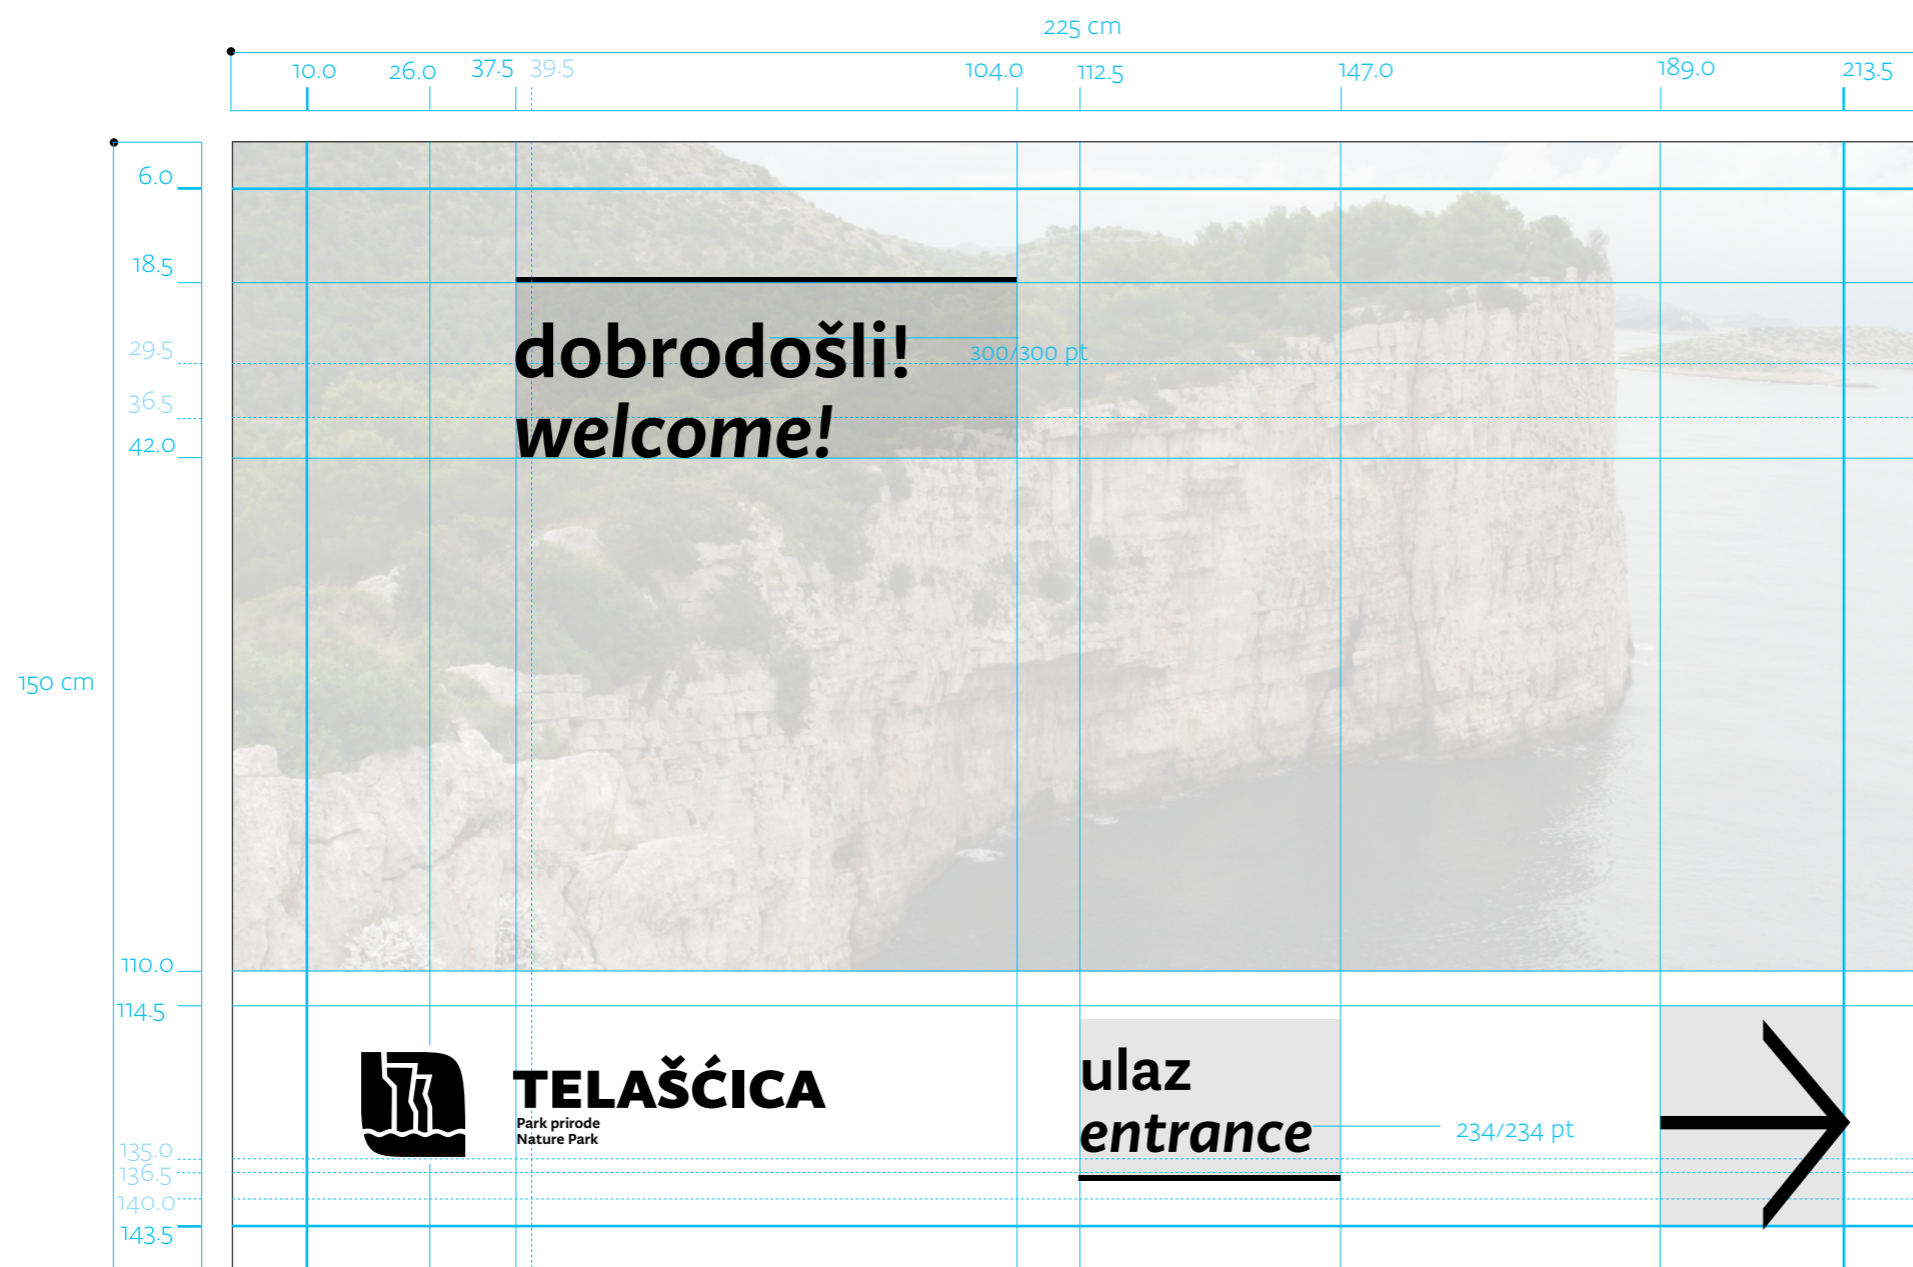 225 cm
10.0 26.0 37.5 39.5 104.0 112.5 147.0 189.0 213.5
6.0
18.5
29.5
36.5
42.0
150 cm
110.0
114.5
135.0
136.5
140.0
143.5
dobrodošli!
welcome!
300/300 pt
TELAŠĆICA
Park prirode
Nature Park
ulaz
entrance
234/234 pt